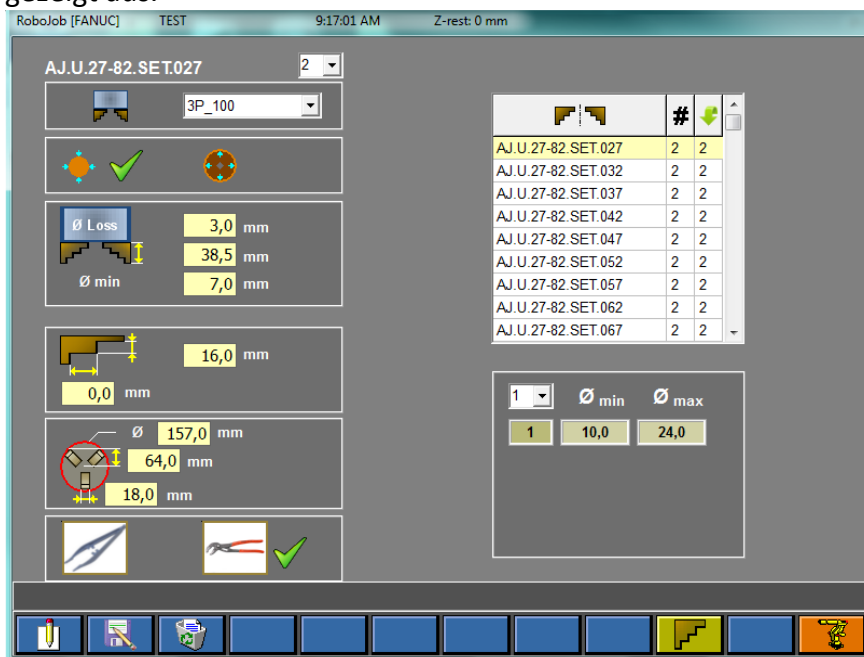 gezeigt aus.
RoboJob [FANUC] TEST 9:17:01 AM Z-rest: 0 mm
AJ.U.27-82.SET.027 2
3P_100
Ø Loss 3,0 mm
38,5 mm
Ø min 7,0 mm
16,0 mm
0,0 mm
Ø 157,0 mm
64,0 mm
18,0 mm
#
AJ.U.27-82.SET.027 2 2
AJ.U.27-82.SET.032 2 2
AJ.U.27-82.SET.037 2 2
AJ.U.27-82.SET.042 2 2
AJ.U.27-82.SET.047 2 2
AJ.U.27-82.SET.052 2 2
AJ.U.27-82.SET.057 2 2
AJ.U.27-82.SET.062 2 2
AJ.U.27-82.SET.067 2 2
1 Ø min Ø max
1 10,0 24,0